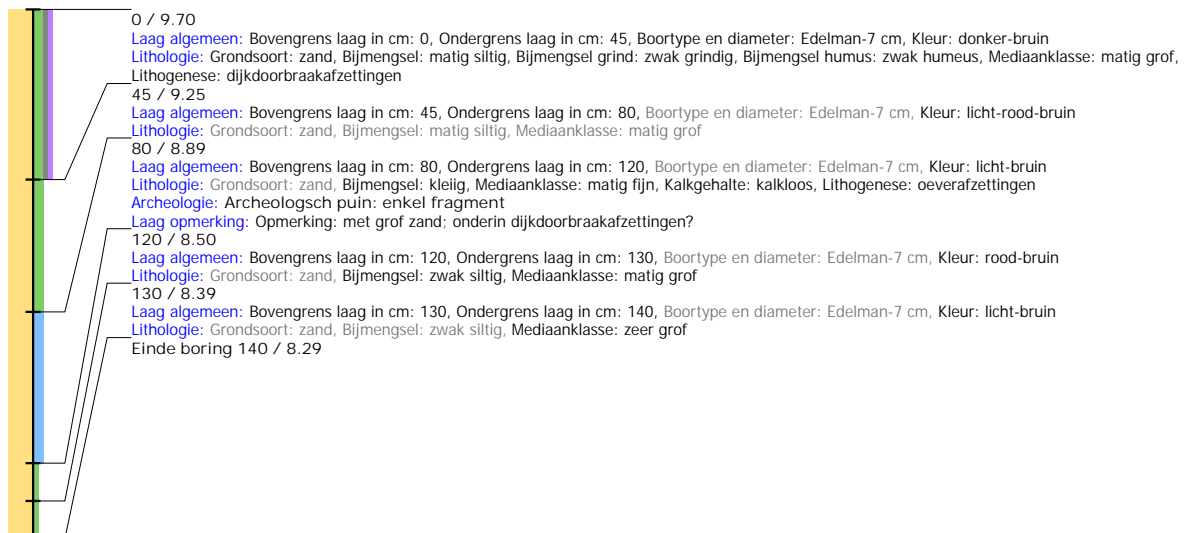 0 / 9.70
Laag algemeen: Bovengrens laag in cm: 0, Ondergrens laag in cm: 45, Boortype en diameter: Edelman-7 cm, Kleur: donker-bruin
Lithologie: Grondsoort: zand, Bijmengsel: matig siltig, Bijmengsel grind: zwak grindig, Bijmengsel humus: zwak humeus, Mediaanklasse: matig grof,
Lithogenese: dijkdoorbraakafzettingen
45 / 9.25
Laag algemeen: Bovengrens laag in cm: 45, Ondergrens laag in cm: 80, Boortype en diameter: Edelman-7 cm, Kleur: licht-rood-bruin
Lithologie: Grondsoort: zand, Bijmengsel: matig siltig, Mediaanklasse: matig grof
80 / 8.89
Laag algemeen: Bovengrens laag in cm: 80, Ondergrens laag in cm: 120, Boortype en diameter: Edelman-7 cm, Kleur: licht-bruin
Lithologie: Grondsoort: zand, Bijmengsel: kleiig, Mediaanklasse: matig fijn, Kalkgehalte: kalkloos, Lithogenese: oeverafzettingen
Archeologie: Archeologsch puin: enkel fragment
Laag opmerking: Opmerking: met grof zand; onderin dijkdoorbraakafzettingen?
120 / 8.50
Laag algemeen: Bovengrens laag in cm: 120, Ondergrens laag in cm: 130, Boortype en diameter: Edelman-7 cm, Kleur: rood-bruin
Lithologie: Grondsoort: zand, Bijmengsel: zwak siltig, Mediaanklasse: matig grof
130 / 8.39
Laag algemeen: Bovengrens laag in cm: 130, Ondergrens laag in cm: 140, Boortype en diameter: Edelman-7 cm, Kleur: licht-bruin
Lithologie: Grondsoort: zand, Bijmengsel: zwak siltig, Mediaanklasse: zeer grof
Einde boring 140 / 8.29